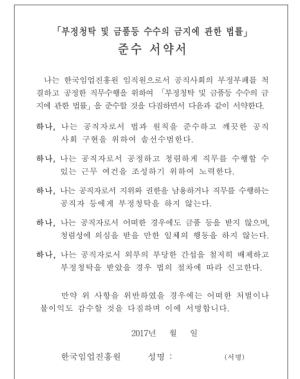 「부정청탁 및 금품등 수수의 금지에 관한 법률」
준수 서약서
나는 한국임업진흥원 임직원으로서 공직사회의 부정부패를 척
결하고 공정한 직무수행을 위하여 「부정청탁 및 금품등 수수의 금
지에 관한 법률」을 준수할 것을 다짐하면서 다음과 같이 서약한다.
하나, 나는 공직자로서 법과 원칙을 준수하고 깨끗한 공직
사회 구현을 위하여 솔선수범한다.
하나, 나는 공직자로서 공정하고 청렴하게 직무를 수행할 수
있는 근무 여건을 조성하기 위하여 노력한다.
하나, 나는 공직자로서 지위와 권한을 남용하거나 직무를 수행하는
공직자 등에게 부정청탁을 하지 않는다.
하나, 나는 공직자로서 어떠한 경우에도 금품 등을 받지 않으며,
청렴성에 의심을 받을 만한 일체의 행동을 하지 않는다.
하나, 나는 공직자로서 외부의 부당한 간섭을 철저히 배제하고
부정청탁을 받았을 경우 법의 절차에 따라 신고한다.
만약 위 사항을 위반하였을 경우에는 어떠한 처벌이나
불이익도 감수할 것을 다짐하며 이에 서명합니다.
2017년 월 일
한국임업진흥원 성명 : (서명)